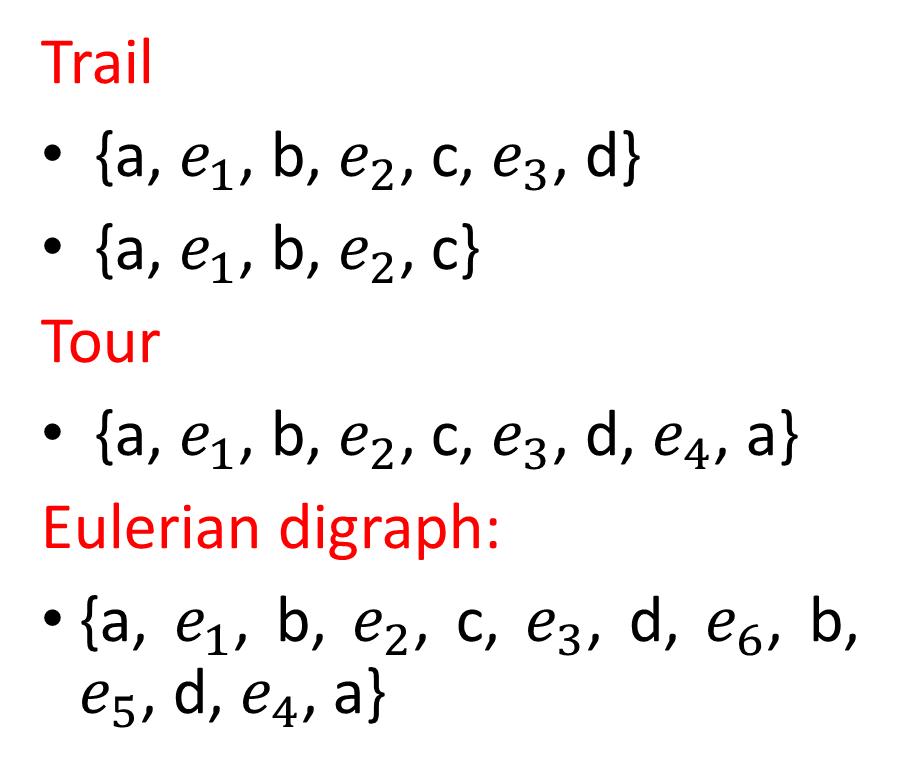 Trail
• {a, e₁, b, e₂, c, e₃, d}
• {a, e₁, b, e₂, c}
Tour
• {a, e₁, b, e₂, c, e₃, d, e₄, a}
Eulerian digraph:
• {a, e₁, b, e₂, c, e₃, d, e₆, b,
e₅, d, e₄, a}